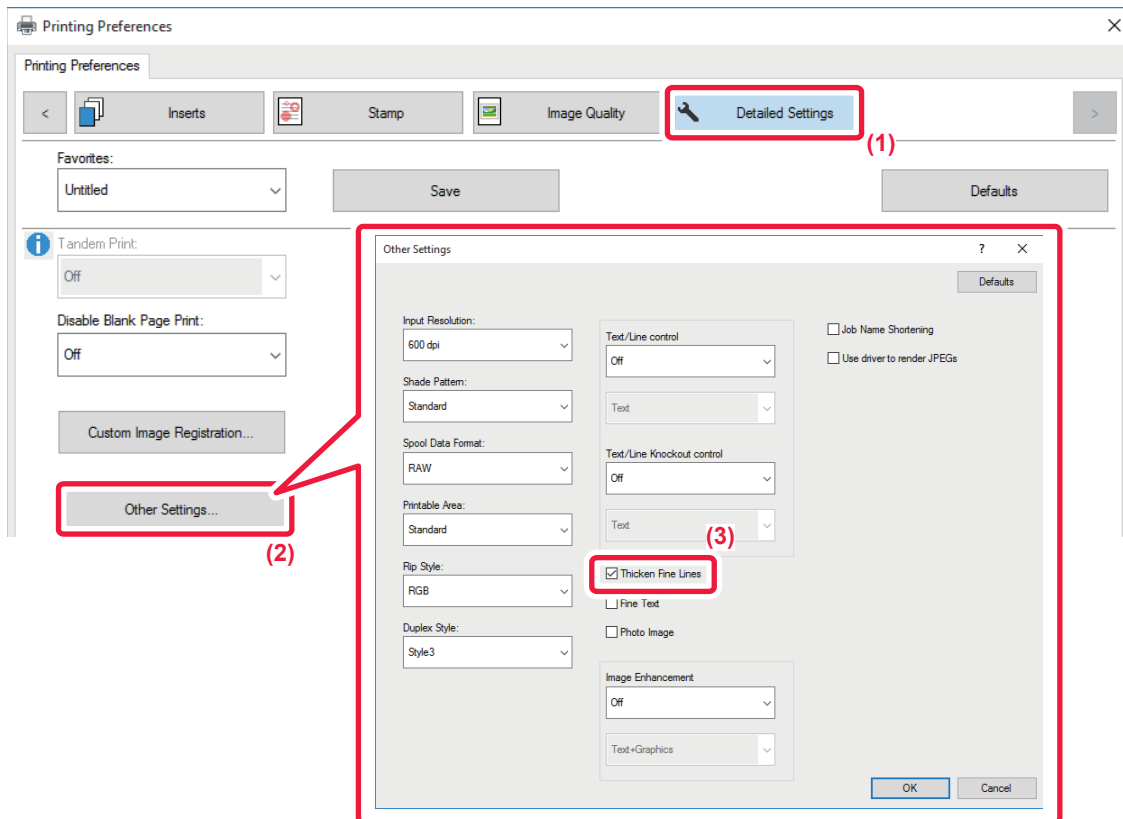 Printing Preferences
Printing Preferences
<
Inserts
Stamp
Image Quality
Detailed Settings
>
(1)
Favorites:
Untitled
Save
Defaults
Tandem Print:
Off
Disable Blank Page Print:
Off
Custom Image Registration...
Other Settings...
(2)
Other Settings
?
Defaults
Input Resolution:
600 dpi
Shade Pattern:
Standard
Spool Data Format:
RAW
Printable Area:
Standard
Rip Style:
RGB
Duplex Style:
Style3
Text/Line control
Off
Text
Text/Line Knockout control
Off
Text
(3)
Thicken Fine Lines
Fine Text
Photo Image
Image Enhancement
Off
Text+Graphics
Job Name Shortening
Use driver to render JPEGs
OK
Cancel